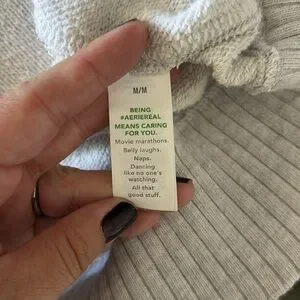 M/M
BEING
#AERIEREAL
MEANS CARING
FOR YOU.
Movie marathons.
Belly laughs.
Naps.
Dancing
like no one's
watching.
All that
good stuff.